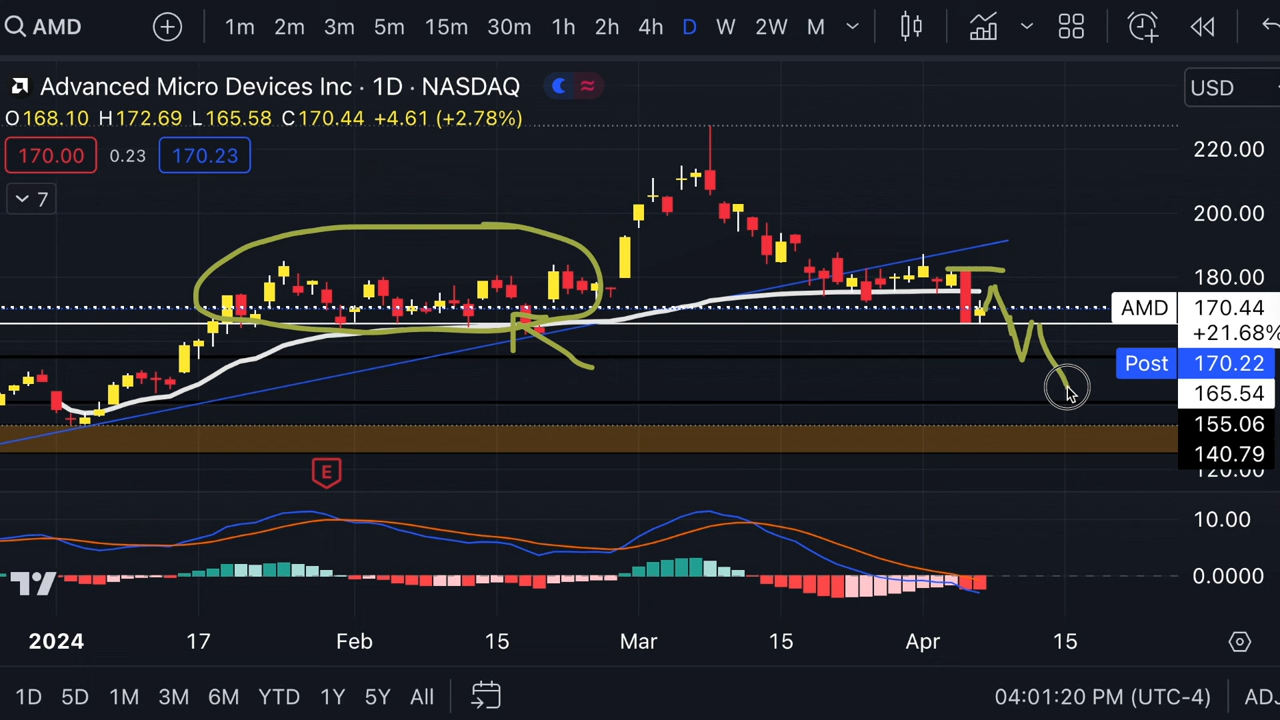 AMD 1m 2m 3m 5m 15m 30m 1h 2h 4h D W 2W M
Advanced Micro Devices Inc · 1D · NASDAQ
USD
O168.10 H172.69 L165.58 C170.44 +4.61 (+2.78%)
170.00 0.23 170.23
7
220.00
200.00
180.00
AMD 170.44
+21.68%
Post 170.22
165.54
155.06
140.79
120.00
E
10.00
0.0000
2024 17 Feb 15 Mar 15 Apr 15
1D 5D 1M 3M 6M YTD 1Y 5Y All 04:01:20 PM (UTC-4) ADJ